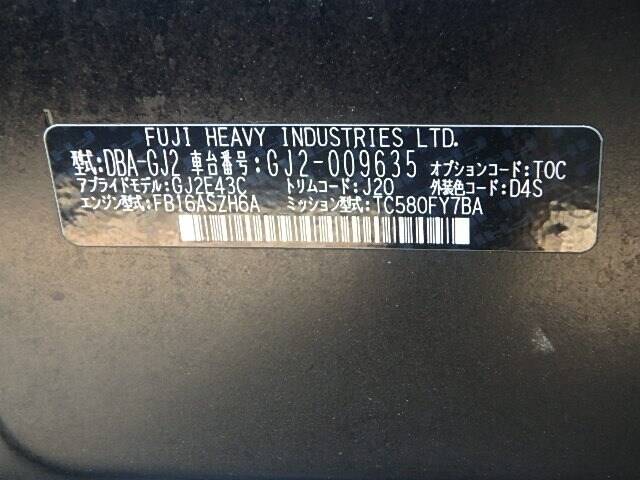 FUJI HEAVY INDUSTRIES LTD.
型式:DBA-GJ2 車台番号:GJ2-009635 オプションコード:TOC
アプライドモデル:GJ2E43C トリムコード:J20 外装色コード:D4S
エンジン型式:FB16ASZH6A ミッション型式:TC580FY7BA